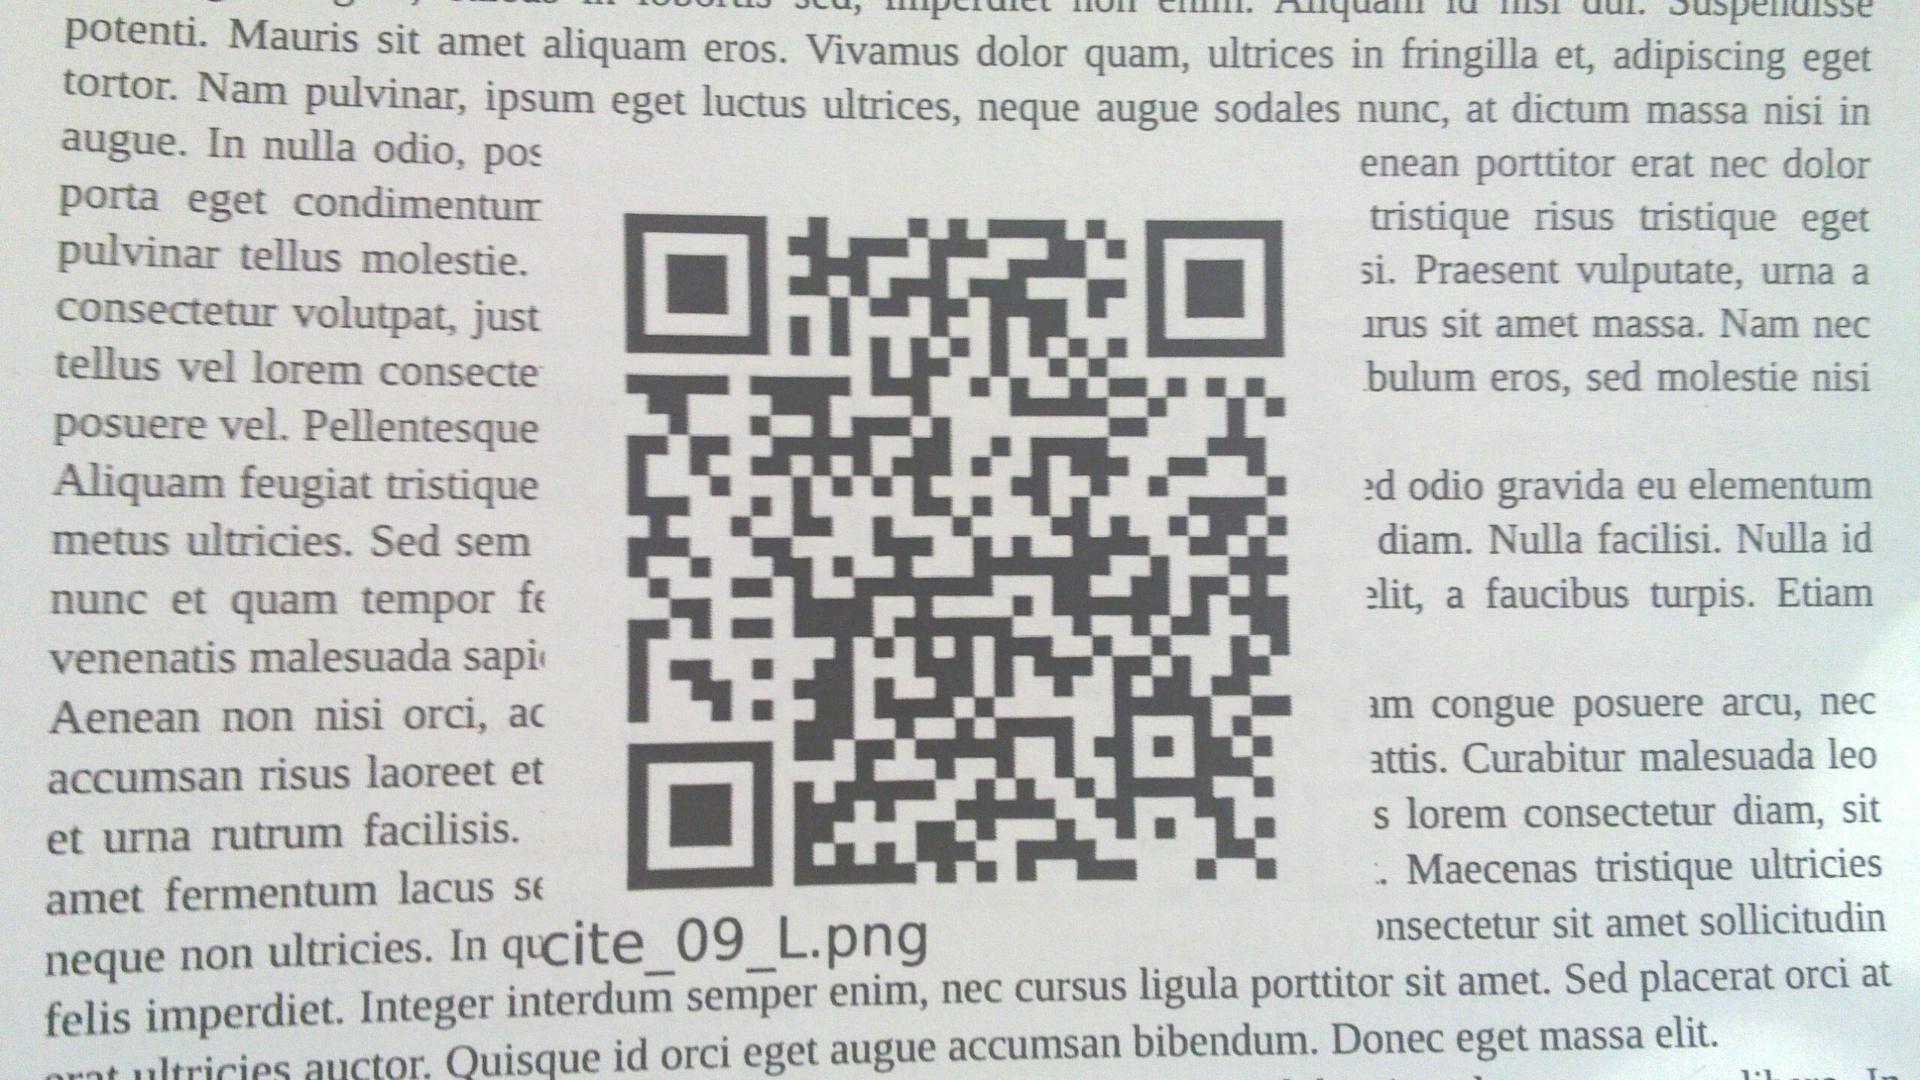 imperdiet non enim. Aliquam id nisi dui. Suspendisse
potenti. Mauris sit amet aliquam eros. Vivamus dolor quam, ultrices in fringilla et, adipiscing eget
tortor. Nam pulvinar, ipsum eget luctus ultrices, neque augue sodales nunc, at dictum massa nisi in
augue. In nulla odio, enean porttitor erat nec dolor
porta eget condimentum tristique risus tristique eget
pulvinar tellus molestie. si. Praesent vulputate, urna a
consectetur volutpat, just sit amet massa. Nam nec
tellus vel lorem consecte bulum eros, sed molestie nisi
posuere vel. Pellentesque
Aliquam feugiat tristique ed odio gravida eu elementum
metus ultricies. Sed sem diam. Nulla facilisi. Nulla id
nunc et quam tempor elit, a faucibus turpis. Etiam
venenatis malesuada
Aenean non nisi orci, am congue posuere arcu, nec
accumsan risus laoreet et attis. Curabitur malesuada leo
et urna rutrum facilisis. s lorem consectetur diam, sit
amet fermentum lacus . Maecenas tristique ultricies
neque non ultricies. In cite_09_L.png onsectetur sit amet sollicitudin
felis imperdiet. Integer interdum semper enim, nec cursus ligula porttitor sit amet. Sed placerat orci at
erat ultricies auctor. Quisque id orci eget augue accumsan bibendum. Donec eget massa elit.